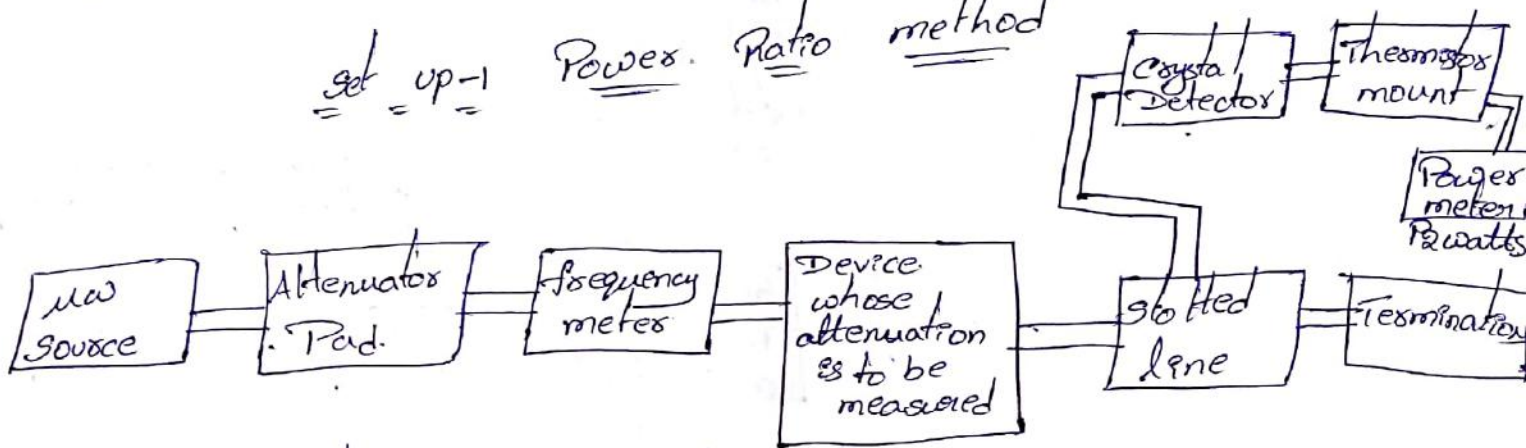 set up-1 Power. Ratio method
Crystal
Detector
Thermistor
mount
Power
meter
P2 watts
μω
Source
Attenuator
Pad.
frequency
meter
Device
whose
attenuation
is to be
measured
Slotted
line
Termination